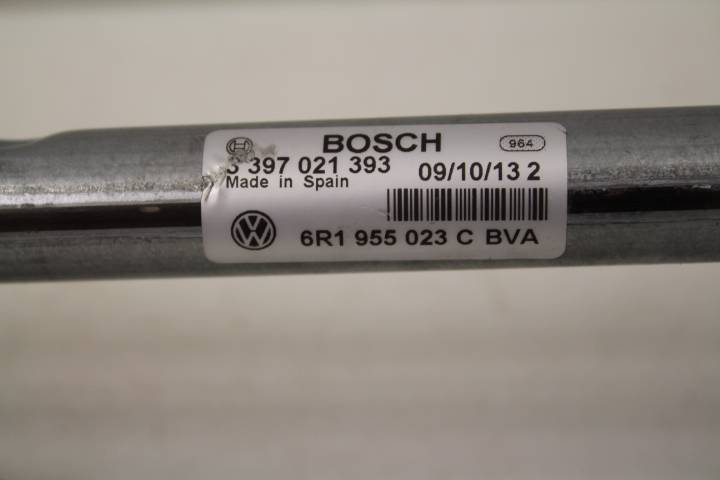 BOSCH
964
3 397 021 393
09/10/13 2
Made in Spain
6R1 955 023 C BVA